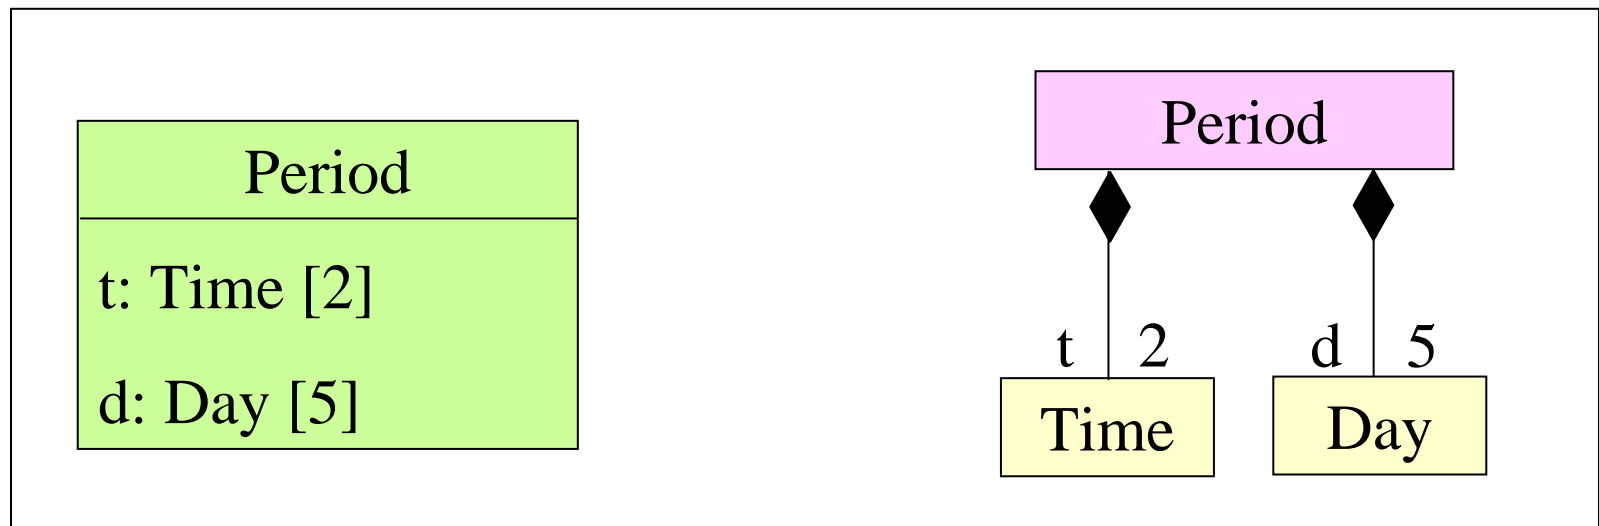 Period
t: Time [2]
d: Day [5]
Period
t 2
d 5
Time
Day